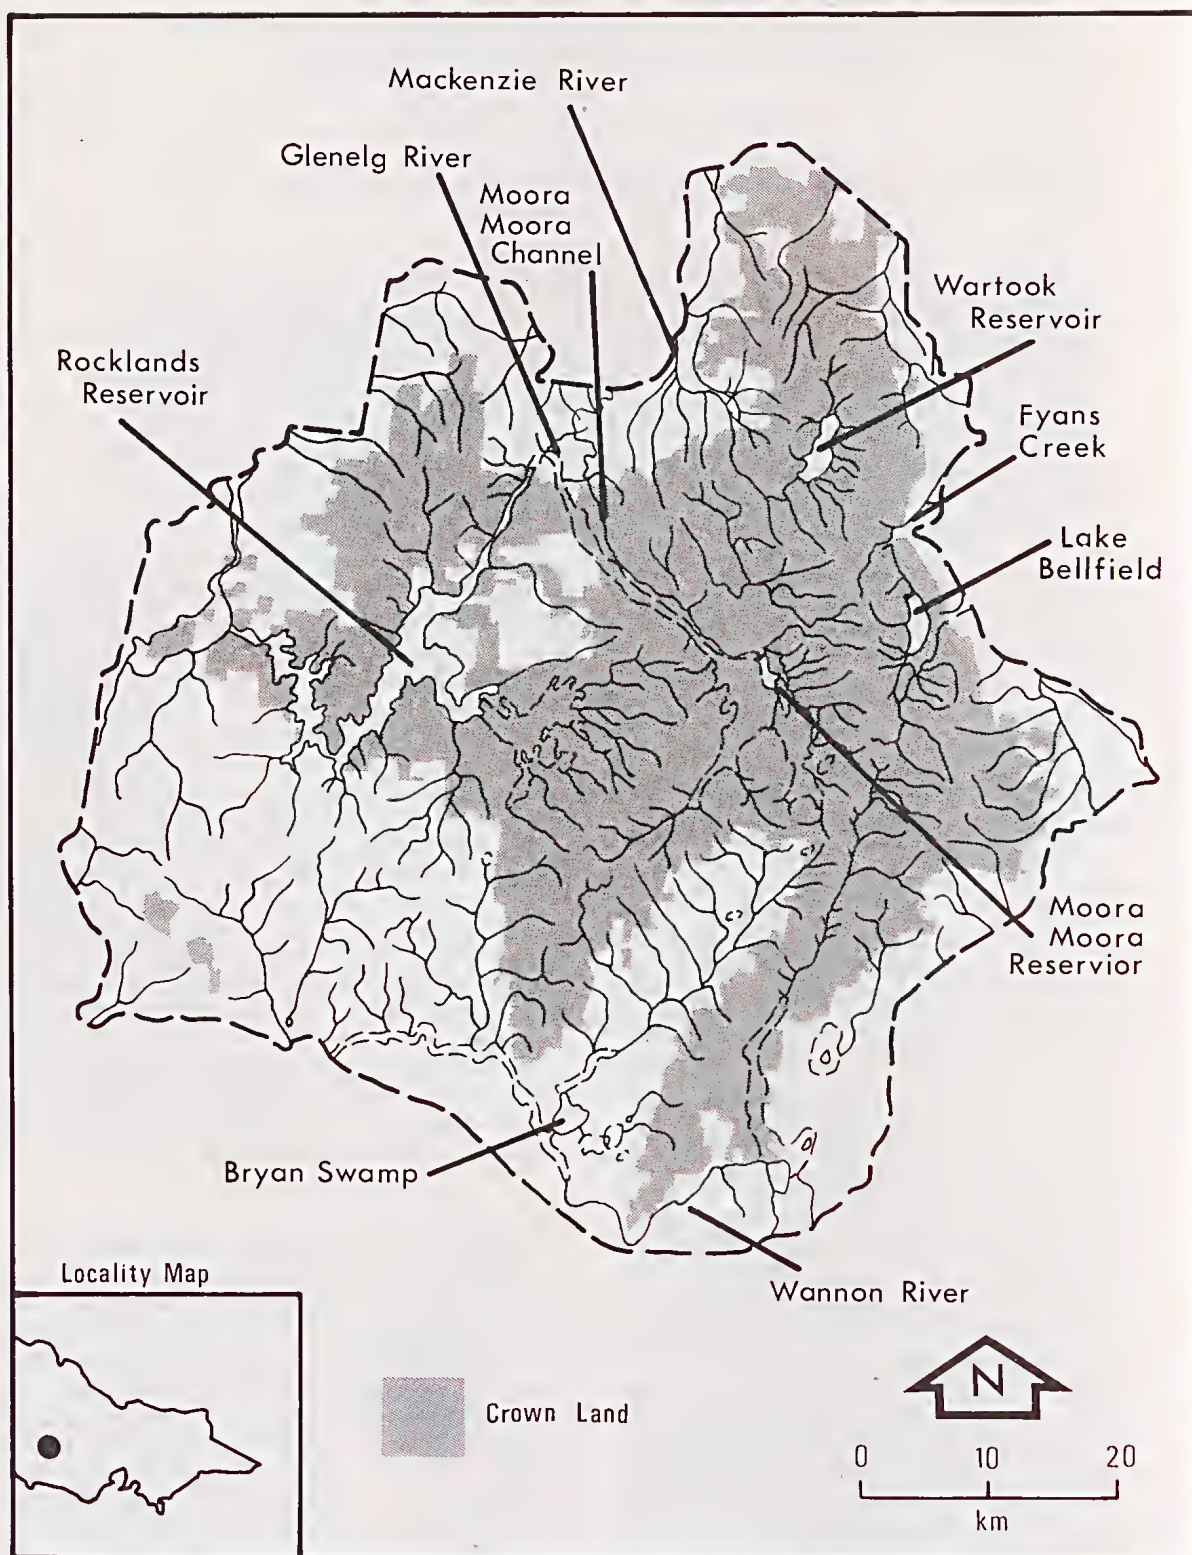 Mackenzie River
Glenelg River
Moora
Moora
Channel
Wartook
Reservoir
Rocklands
Reservoir
Fyans
Creek
Lake
Bellfield
Moora
Moora
Reservior
Bryan Swamp
Wannon River
Locality Map
Crown Land
N
0 10 20
km